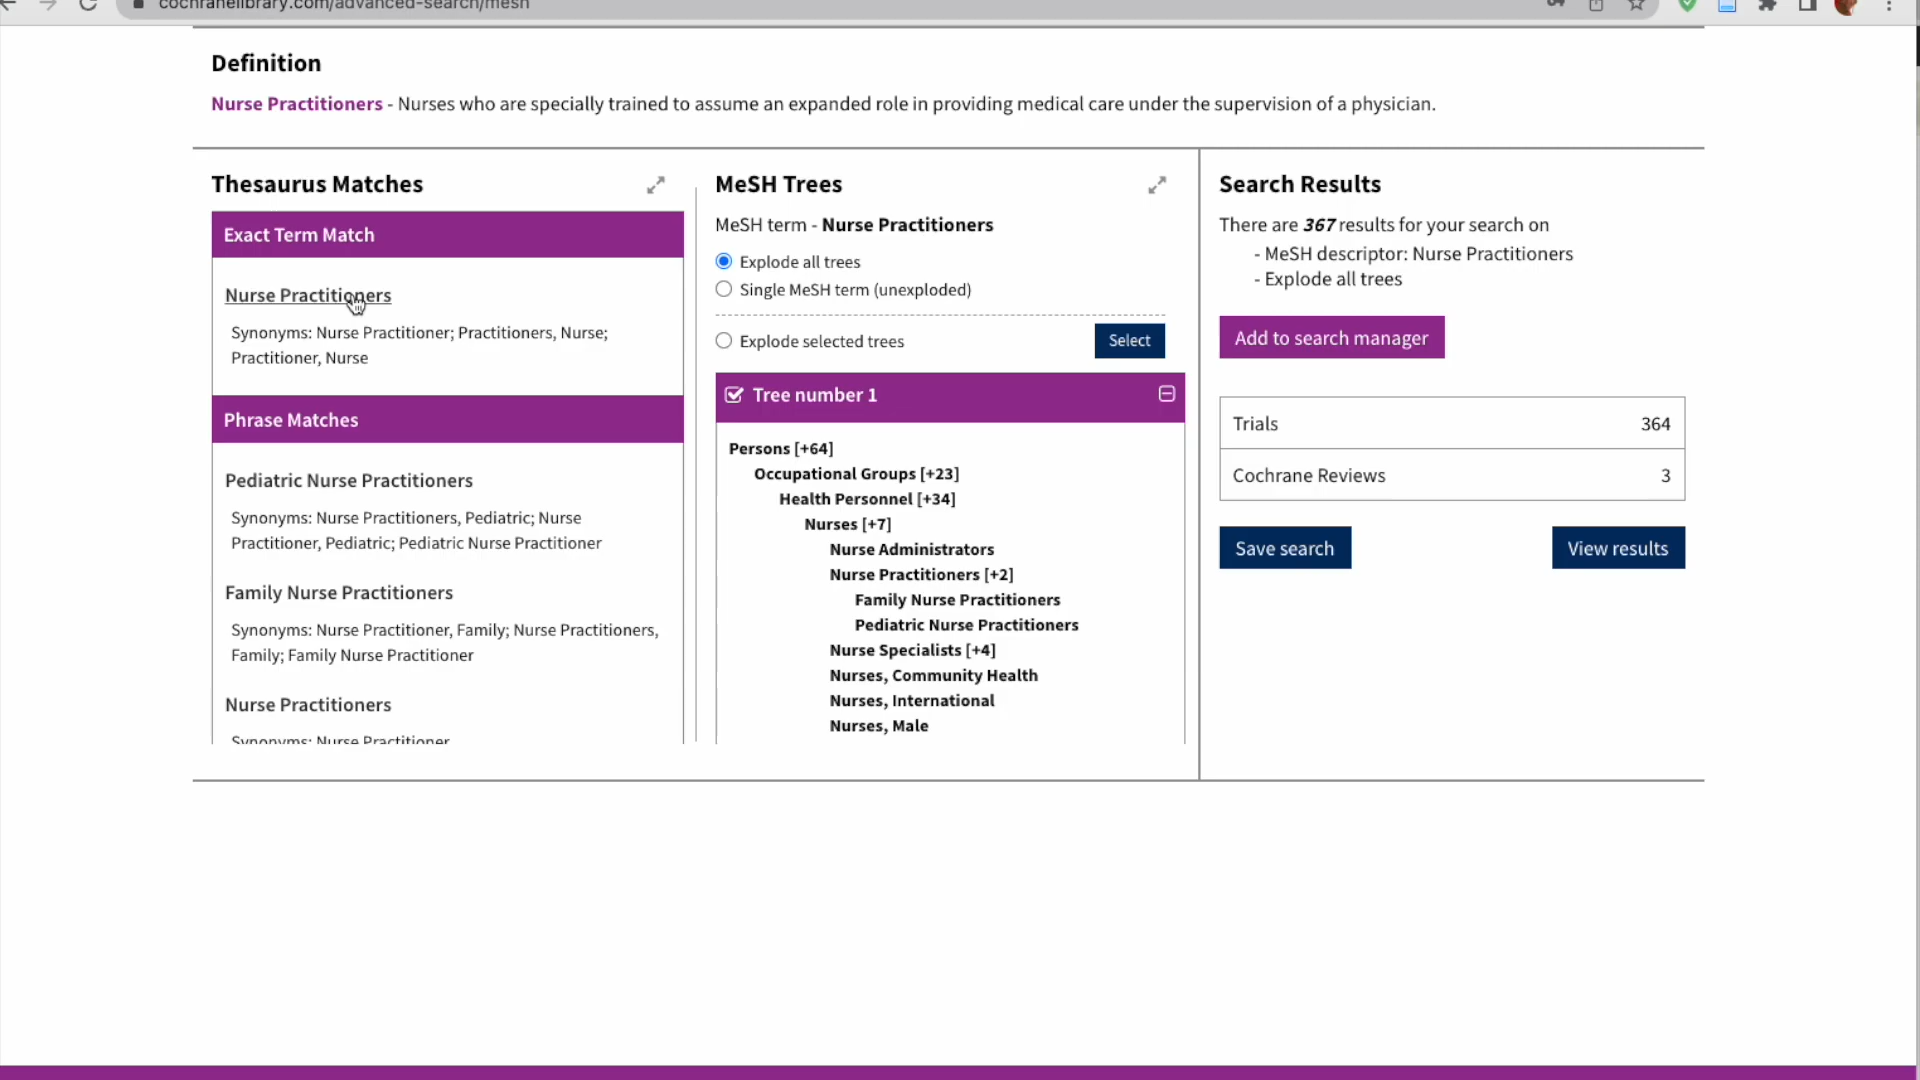 cochranelibrary.com/advanced-search/mesh
Definition
Nurse Practitioners - Nurses who are specially trained to assume an expanded role in providing medical care under the supervision of a physician.
Thesaurus Matches
Exact Term Match
Nurse Practitioners
Synonyms: Nurse Practitioner; Practitioners, Nurse;
Practitioner, Nurse
Phrase Matches
Pediatric Nurse Practitioners
Synonyms: Nurse Practitioners, Pediatric; Nurse
Practitioner, Pediatric; Pediatric Nurse Practitioner
Family Nurse Practitioners
Synonyms: Nurse Practitioner, Family; Nurse Practitioners,
Family; Family Nurse Practitioner
Nurse Practitioners
Synonyms: Nurse Practitioner
MeSH Trees
MeSH term - Nurse Practitioners
Explode all trees
Single MeSH term (unexploded)
Explode selected trees
Select
Tree number 1
Persons [+64]
Occupational Groups [+23]
Health Personnel [+34]
Nurses [+7]
Nurse Administrators
Nurse Practitioners [+2]
Family Nurse Practitioners
Pediatric Nurse Practitioners
Nurse Specialists [+4]
Nurses, Community Health
Nurses, International
Nurses, Male
Search Results
There are 367 results for your search on
- MeSH descriptor: Nurse Practitioners
- Explode all trees
Add to search manager
Trials 364
Cochrane Reviews 3
Save search
View results